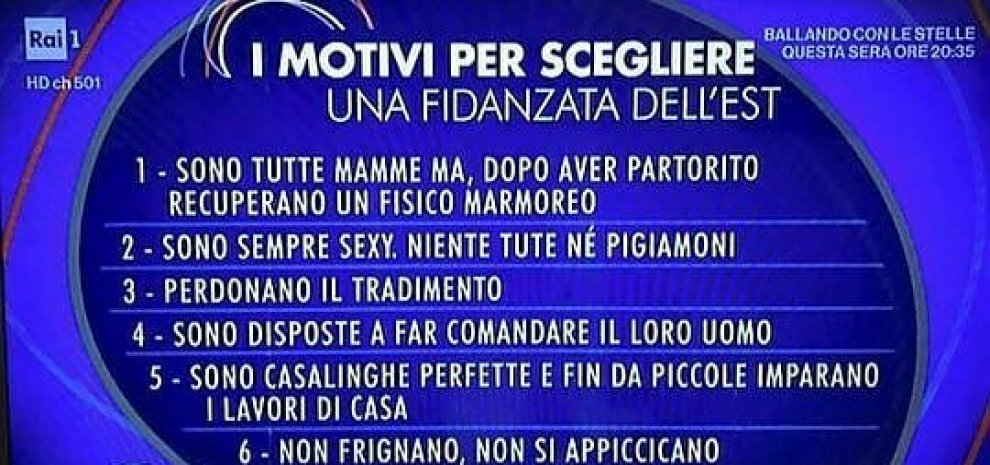 Rai 1
HD ch 501
BALLANDO CON LE STELLE
QUESTA SERA ORE 20:35
I MOTIVI PER SCEGLIERE
UNA FIDANZATA DELL'EST
1 - SONO TUTTE MAMME MA, DOPO AVER PARTORITO
RECUPERANO UN FISICO MARMOREO
2 - SONO SEMPRE SEXY. NIENTE TUTE NÉ PIGIAMONI
3 - PERDONANO IL TRADIMENTO
4 - SONO DISPOSTE A FAR COMANDARE IL LORO UOMO
5 - SONO CASALINGHE PERFETTE E FIN DA PICCOLE IMPARANO
I LAVORI DI CASA
6 - NON FRIGNANO, NON SI APPICCICANO